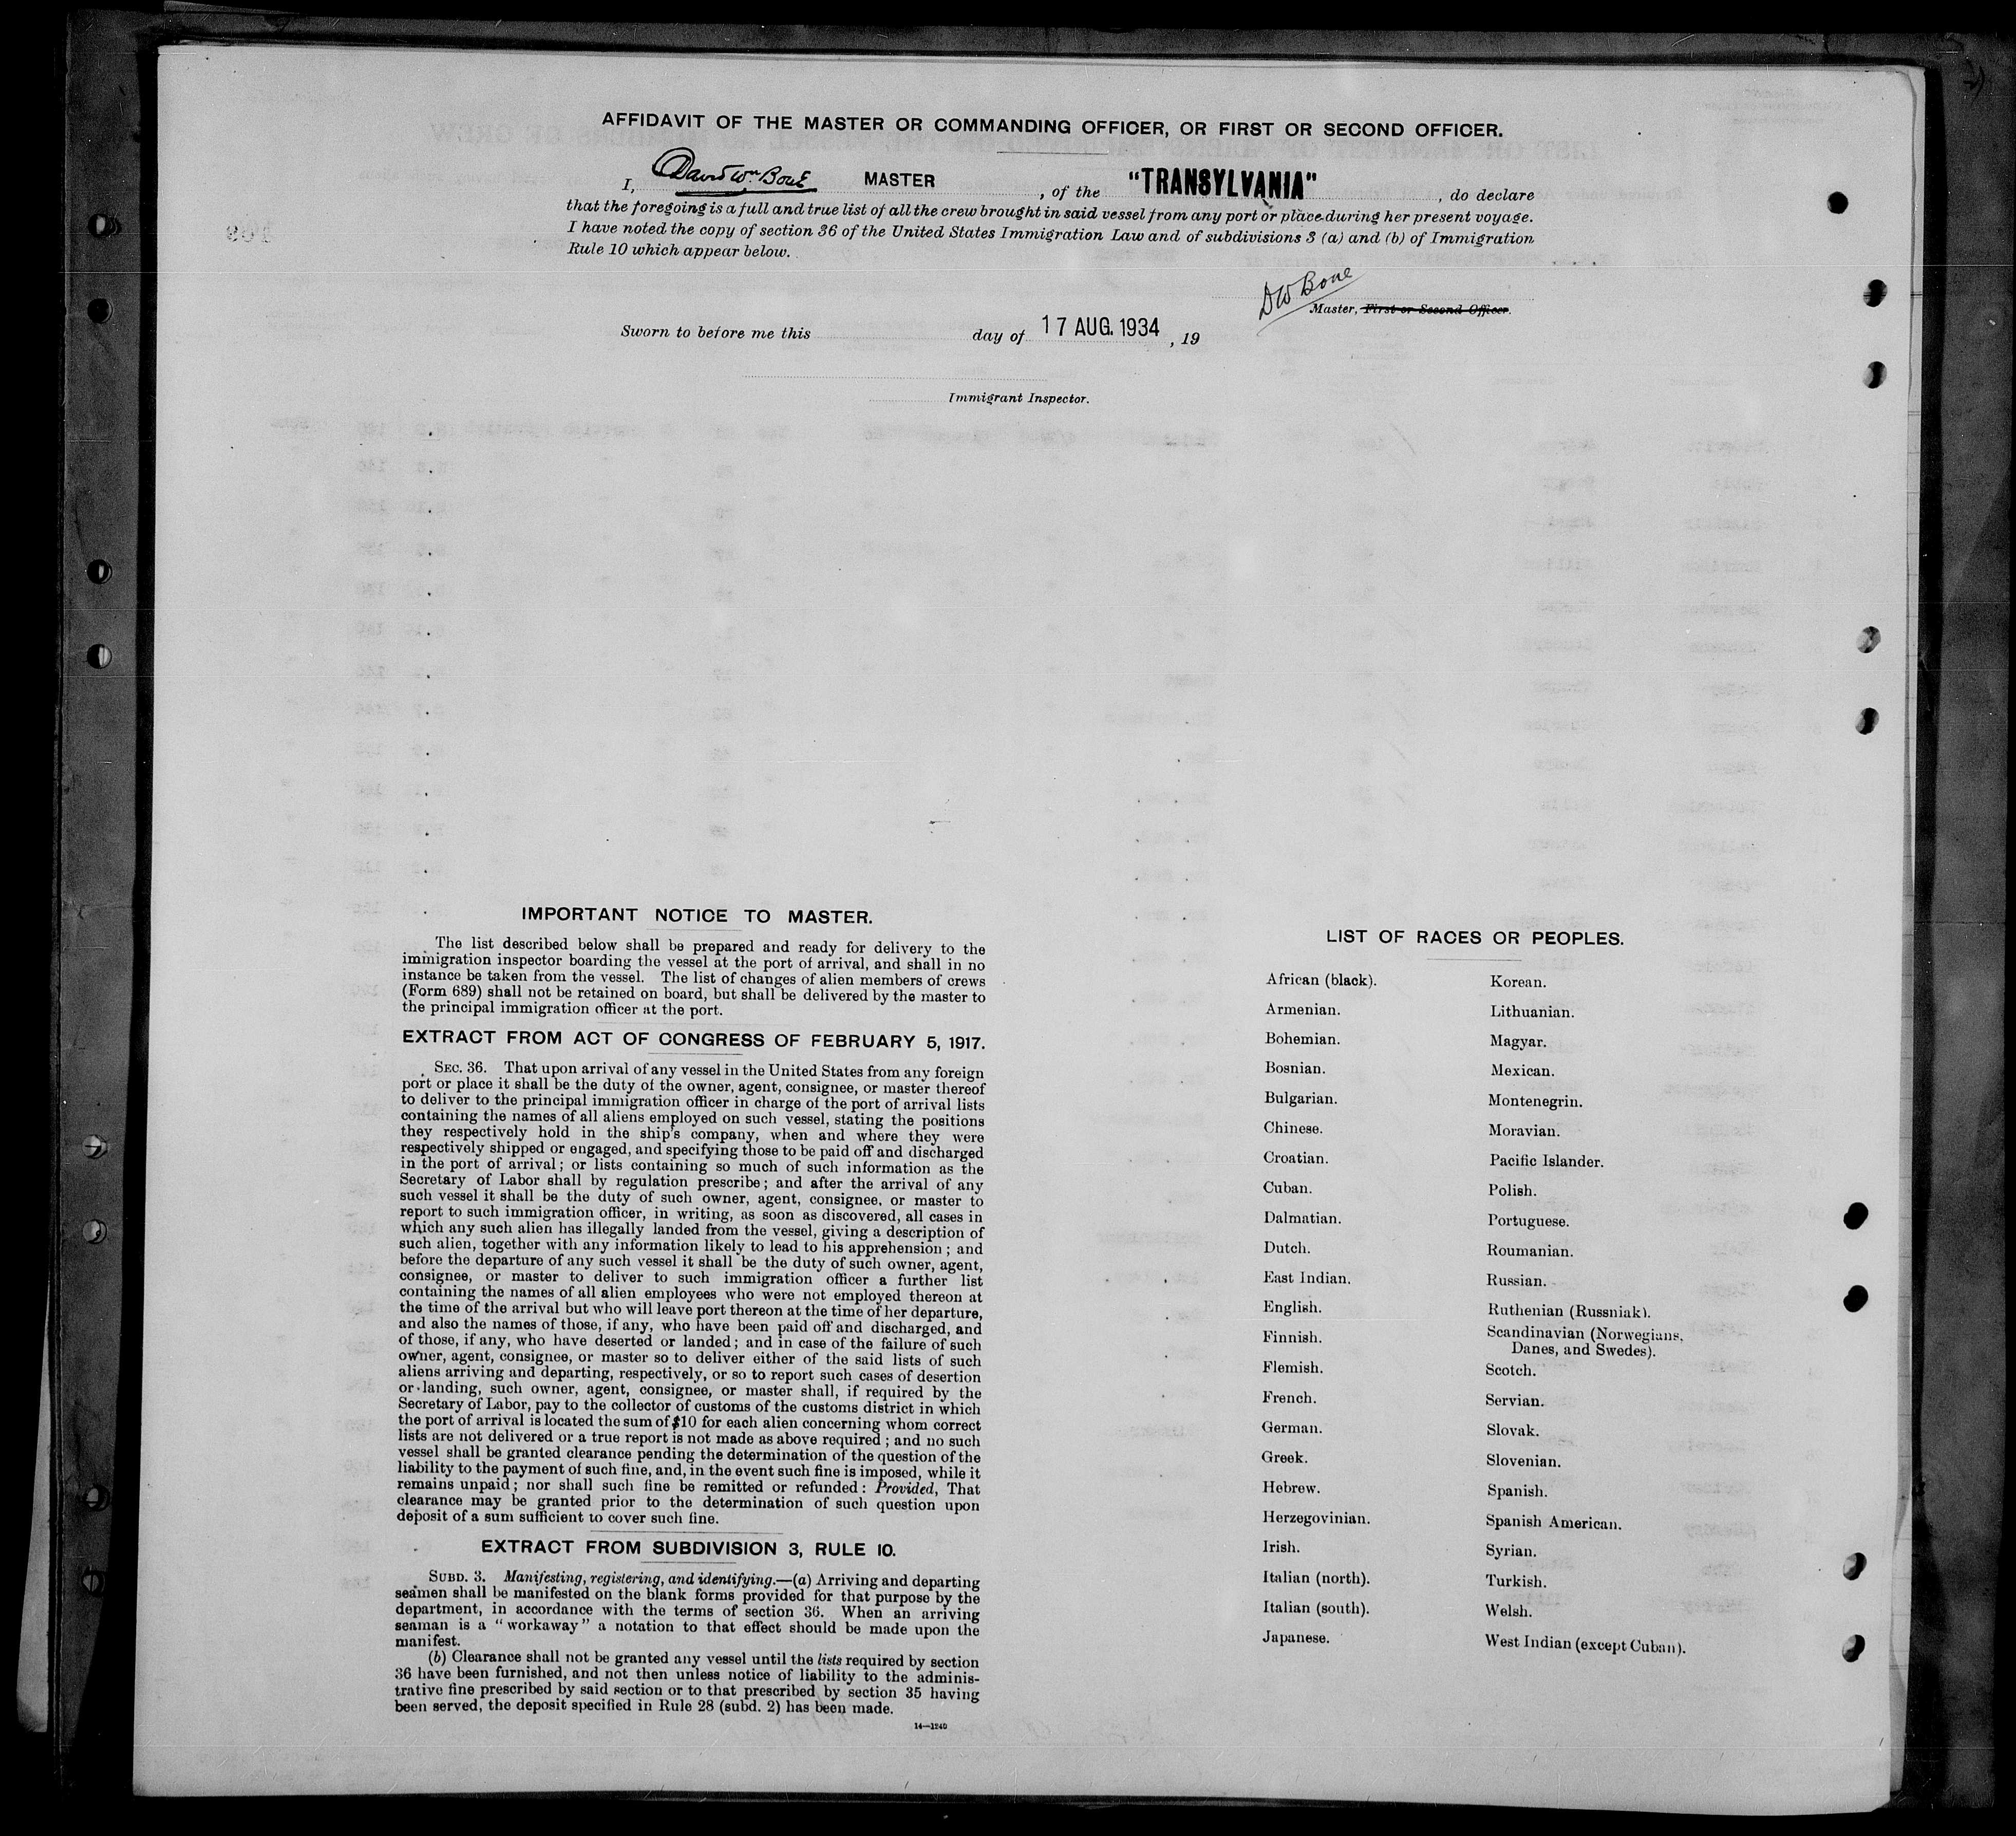 AFFIDAVIT OF THE MASTER OR COMMANDING OFFICER, OR FIRST OR SECOND OFFICER.
I, David Wm Bone MASTER, of the "TRANSYLVANIA", do declare
that the foregoing is a full and true list of all the crew brought in said vessel from any port or place during her present voyage.
I have noted the copy of section 36 of the United States Immigration Law and of subdivisions 3 (a) and (b) of Immigration
Rule 10 which appear below.
DW Bone
Master, First or Second Officer.
Sworn to before me this day of 17 AUG. 1934, 19
Immigrant Inspector.
IMPORTANT NOTICE TO MASTER.
The list described below shall be prepared and ready for delivery to the
immigration inspector boarding the vessel at the port of arrival, and shall in no
instance be taken from the vessel. The list of changes of alien members of crews
(Form 689) shall not be retained on board, but shall be delivered by the master to
the principal immigration officer at the port.
EXTRACT FROM ACT OF CONGRESS OF FEBRUARY 5, 1917.
SEC. 36. That upon arrival of any vessel in the United States from any foreign
port or place it shall be the duty of the owner, agent, consignee, or master thereof
to deliver to the principal immigration officer in charge of the port of arrival lists
containing the names of all aliens employed on such vessel, stating the positions
they respectively hold in the ship's company, when and where they were
respectively shipped or engaged, and specifying those to be paid off and discharged
in the port of arrival; or lists containing so much of such information as the
Secretary of Labor shall by regulation prescribe; and after the arrival of any
such vessel it shall be the duty of such owner, agent, consignee, or master to
report to such immigration officer, in writing, as soon as discovered, all cases in
which any such alien has illegally landed from the vessel, giving a description of
such alien, together with any information likely to lead to his apprehension; and
before the departure of any such vessel it shall be the duty of such owner, agent,
consignee, or master to deliver to such immigration officer a further list
containing the names of all alien employees who were not employed thereon at
the time of the arrival but who will leave port thereon at the time of her departure,
and also the names of those, if any, who have been paid off and discharged, and
of those, if any, who have deserted or landed; and in case of the failure of such
owner, agent, consignee, or master so to deliver either of the said lists of such
aliens arriving and departing, respectively, or so to report such cases of desertion
or landing, such owner, agent, consignee, or master shall, if required by the
Secretary of Labor, pay to the collector of customs of the customs district in which
the port of arrival is located the sum of $10 for each alien concerning whom correct
lists are not delivered or a true report is not made as above required; and no such
vessel shall be granted clearance pending the determination of the question of the
liability to the payment of such fine, and, in the event such fine is imposed, while it
remains unpaid; nor shall such fine be remitted or refunded: Provided, That
clearance may be granted prior to the determination of such question upon
deposit of a sum sufficient to cover such fine.
EXTRACT FROM SUBDIVISION 3, RULE 10.
SUBD. 3. Manifesting, registering, and identifying.—(a) Arriving and departing
seamen shall be manifested on the blank forms provided for that purpose by the
department, in accordance with the terms of section 36. When an arriving
seaman is a "workaway" a notation to that effect should be made upon the
manifest.
(b) Clearance shall not be granted any vessel until the lists required by section
36 have been furnished, and not then unless notice of liability to the adminis-
trative fine prescribed by said section or to that prescribed by section 35 having
been served, the deposit specified in Rule 28 (subd. 2) has been made.
14—1240
LIST OF RACES OR PEOPLES.
African (black).
Armenian.
Bohemian.
Bosnian.
Bulgarian.
Chinese.
Croatian.
Cuban.
Dalmatian.
Dutch.
East Indian.
English.
Finnish.
Flemish.
French.
German.
Greek.
Hebrew.
Herzegovinian.
Irish.
Italian (north).
Italian (south).
Japanese.
Korean.
Lithuanian.
Magyar.
Mexican.
Montenegrin.
Moravian.
Pacific Islander.
Polish.
Portuguese.
Roumanian.
Russian.
Ruthenian (Russniak).
Scandinavian (Norwegians,
Danes, and Swedes).
Scotch.
Servian.
Slovak.
Slovenian.
Spanish.
Spanish American.
Syrian.
Turkish.
Welsh.
West Indian (except Cuban).